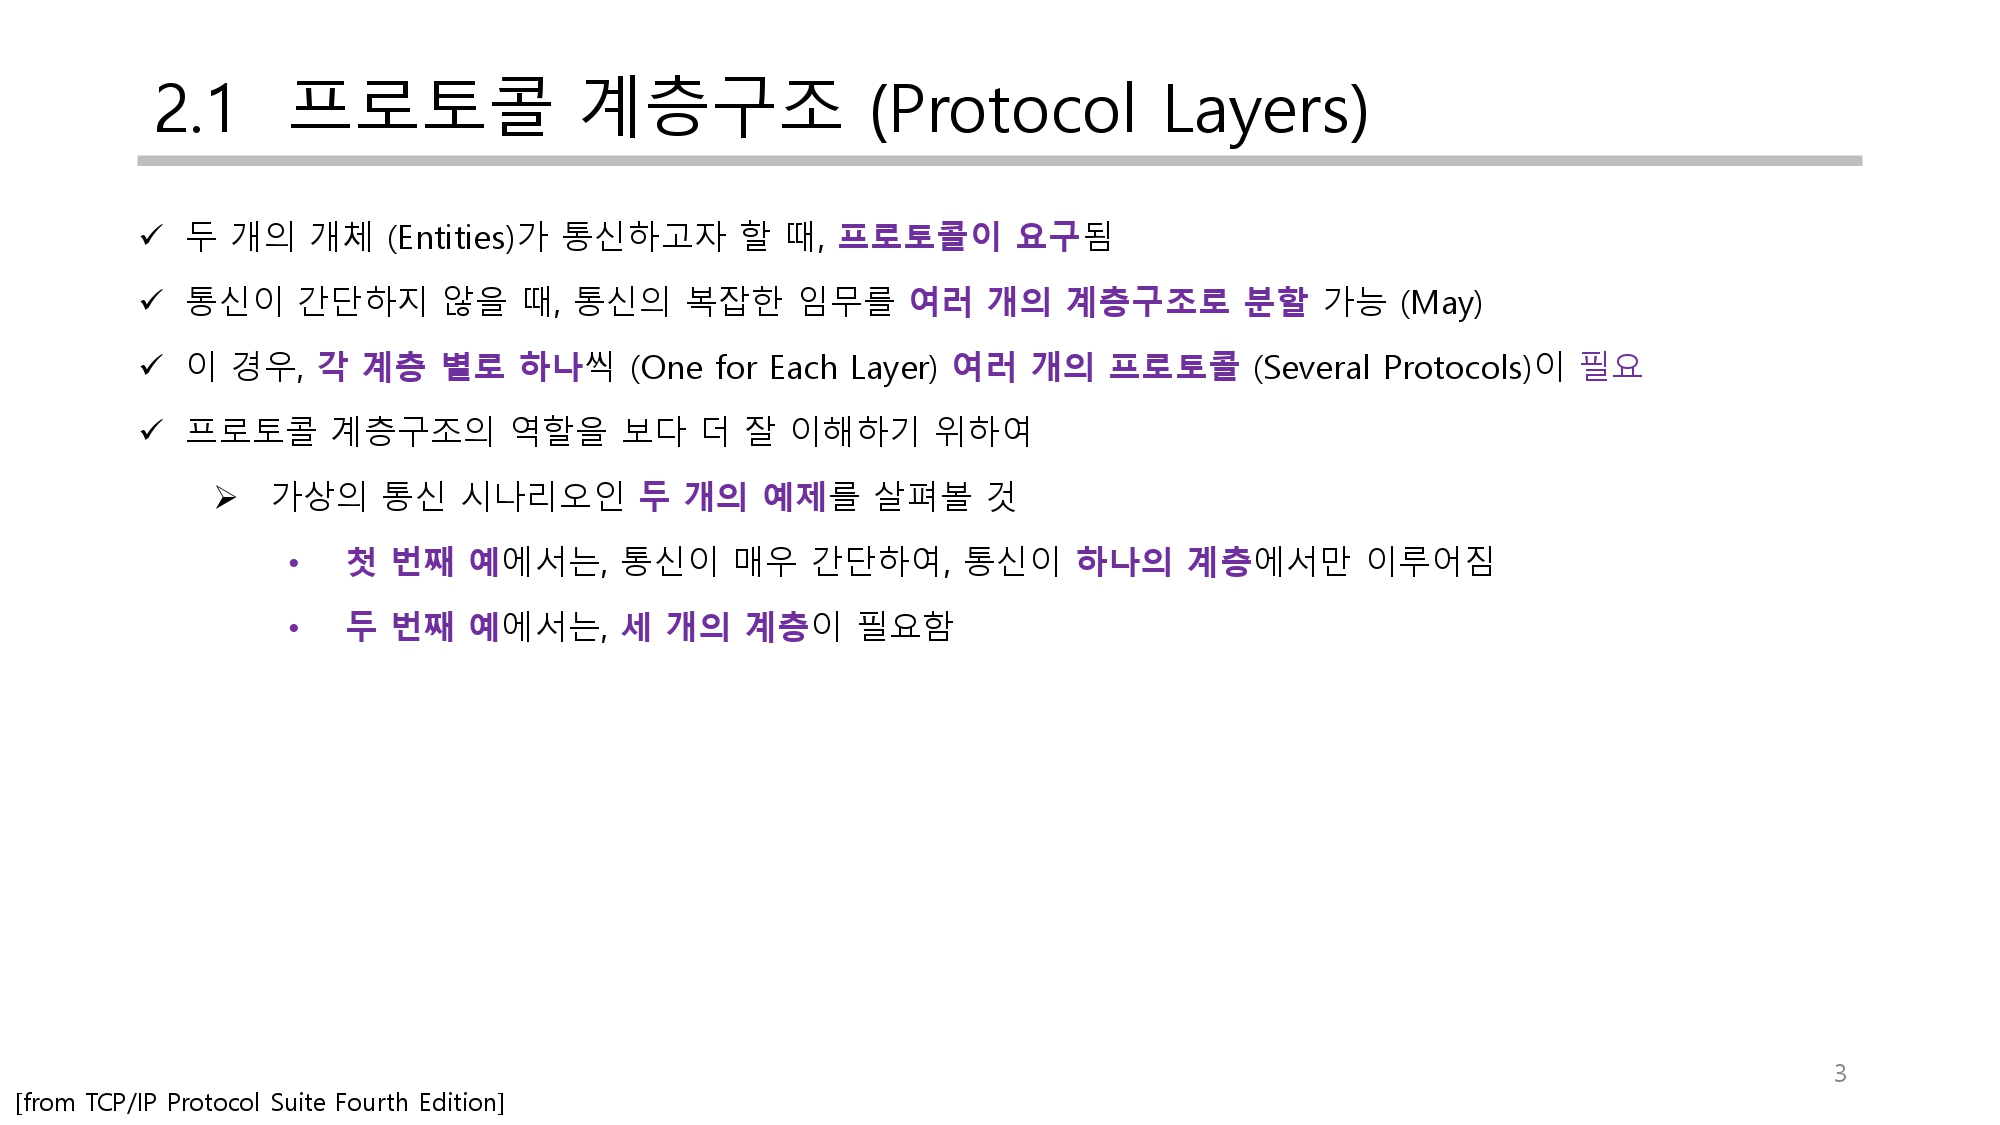 2.1 프로토콜 계층구조 (Protocol Layers)
✓ 두 개의 개체 (Entities)가 통신하고자 할 때, 프로토콜이 요구됨
✓ 통신이 간단하지 않을 때, 통신의 복잡한 임무를 여러 개의 계층구조로 분할 가능 (May)
✓ 이 경우, 각 계층 별로 하나씩 (One for Each Layer) 여러 개의 프로토콜 (Several Protocols)이 필요
✓ 프로토콜 계층구조의 역할을 보다 더 잘 이해하기 위하여
➢ 가상의 통신 시나리오인 두 개의 예제를 살펴볼 것
• 첫 번째 예에서는, 통신이 매우 간단하여, 통신이 하나의 계층에서만 이루어짐
• 두 번째 예에서는, 세 개의 계층이 필요함
3
[from TCP/IP Protocol Suite Fourth Edition]